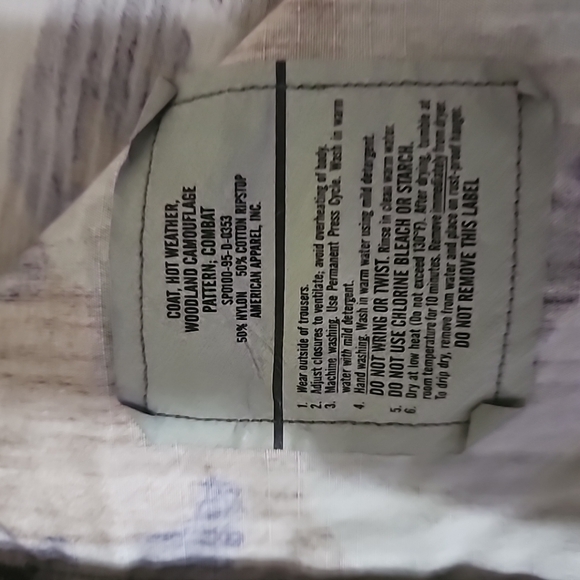 COAT, HOT WEATHER,
WOODLAND CAMOUFLAGE
PATTERN; COMBAT
SPO100-95-D-0353
50% NYLON 50% COTTON RIPSTOP
AMERICAN APPAREL, INC.
1. Wear outside of trousers.
2. Adjust closures to ventilate; avoid overheating of body.
3. Machine washing. Use Permanent Press Cycle. Wash in warm
water with mild detergent.
4. Hand washing. Wash in warm water using mild detergent.
DO NOT WRING OR TWIST. Rinse in clean warm water.
5. DO NOT USE CHLORINE BLEACH OR STARCH.
6. Dry at low heat (Do not exceed 130°F). After drying, tumble at
room temperature for 10 minutes. Remove immediately from dryer.
To drip dry, remove from water and place on rust-proof hanger.
DO NOT REMOVE THIS LABEL